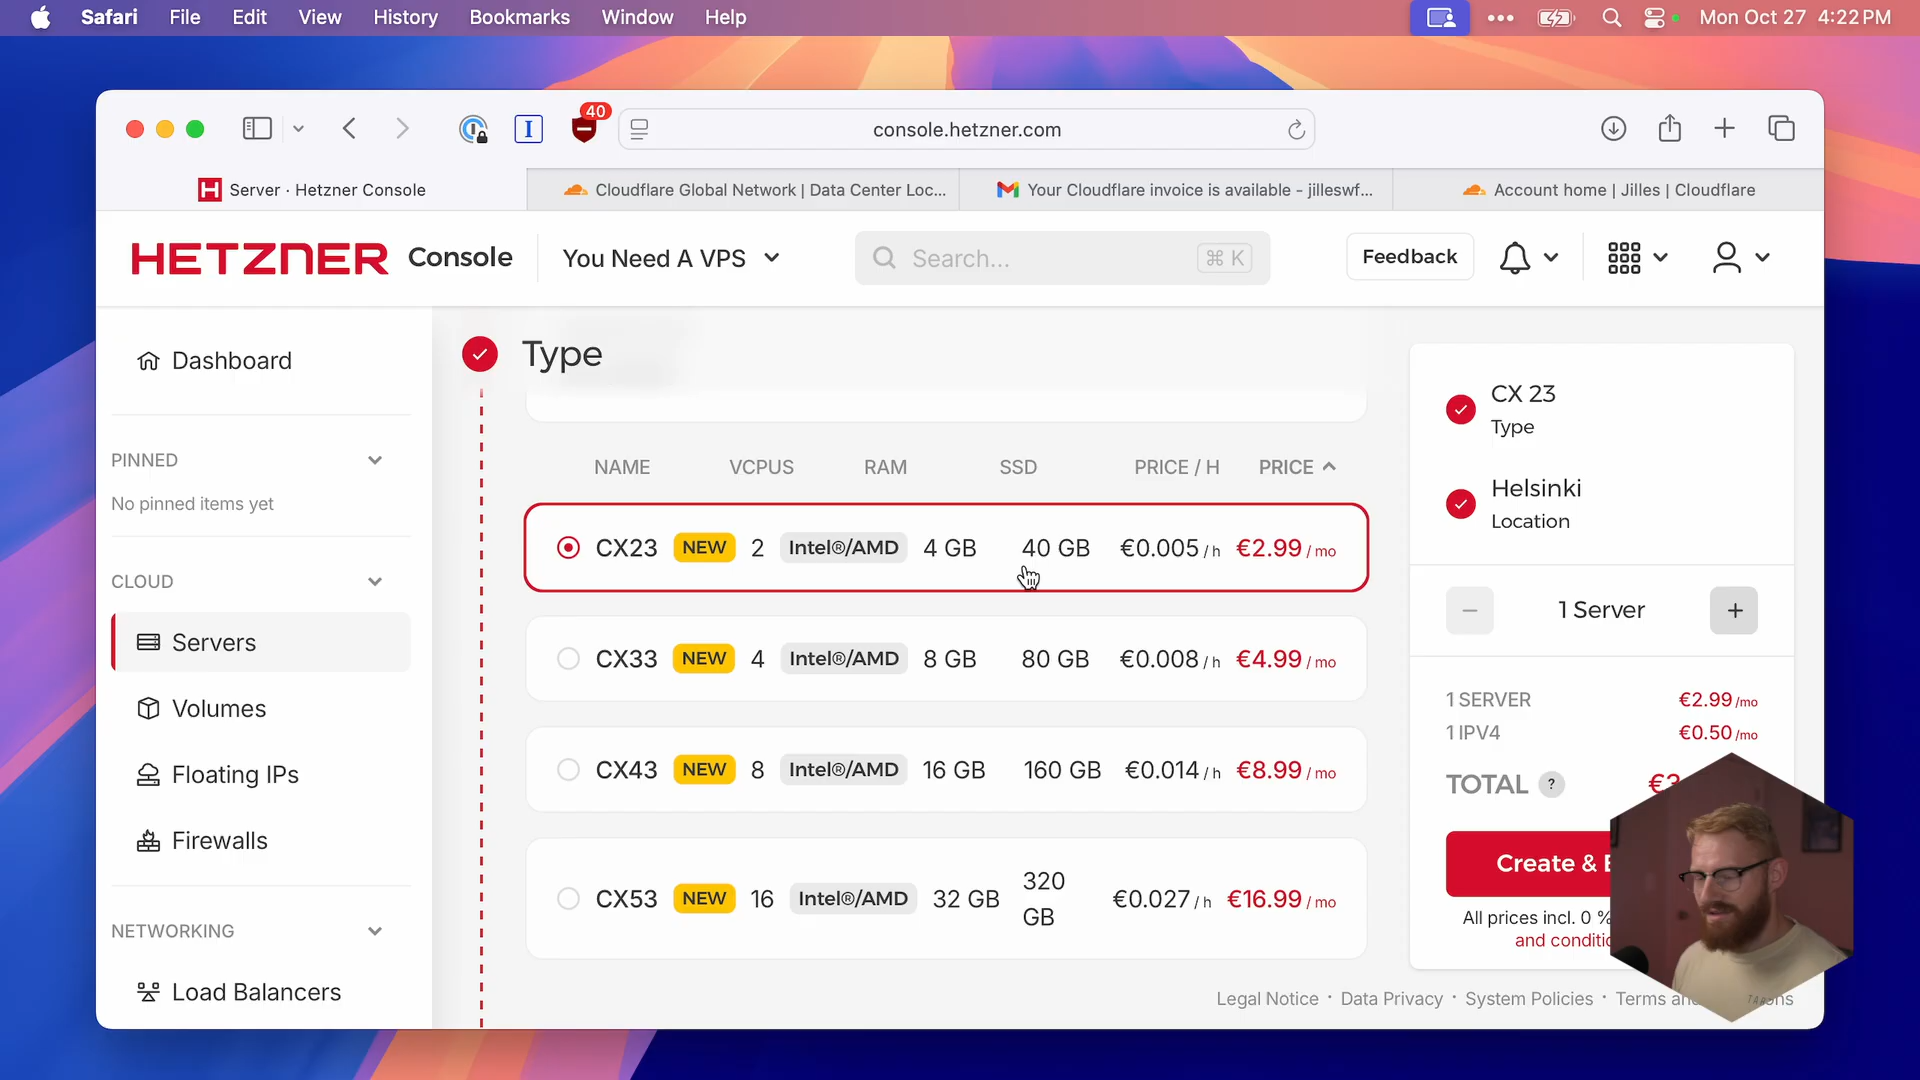 Safari File Edit View History Bookmarks Window Help Mon Oct 27 4:22 PM
40
console.hetzner.com
Server · Hetzner Console
Cloudflare Global Network | Data Center Loc...
Your Cloudflare invoice is available - jilleswf...
Account home | Jilles | Cloudflare
HETZNER Console
You Need A VPS
Search...
⌘ K
Feedback
Dashboard
PINNED
No pinned items yet
CLOUD
Servers
Volumes
Floating IPs
Firewalls
NETWORKING
Load Balancers
Type
NAME VCPUS RAM SSD PRICE / H PRICE
CX23 NEW 2 Intel®/AMD 4 GB 40 GB €0.005 / h €2.99 / mo
CX33 NEW 4 Intel®/AMD 8 GB 80 GB €0.008 / h €4.99 / mo
CX43 NEW 8 Intel®/AMD 16 GB 160 GB €0.014 / h €8.99 / mo
CX53 NEW 16 Intel®/AMD 32 GB 320 GB €0.027 / h €16.99 / mo
CX 23
Type
Helsinki
Location
1 Server
1 SERVER €2.99 /mo
1 IPV4 €0.50 /mo
TOTAL ?
Create &
All prices incl. 0 %
and
Legal Notice · Data Privacy · System Policies · Terms